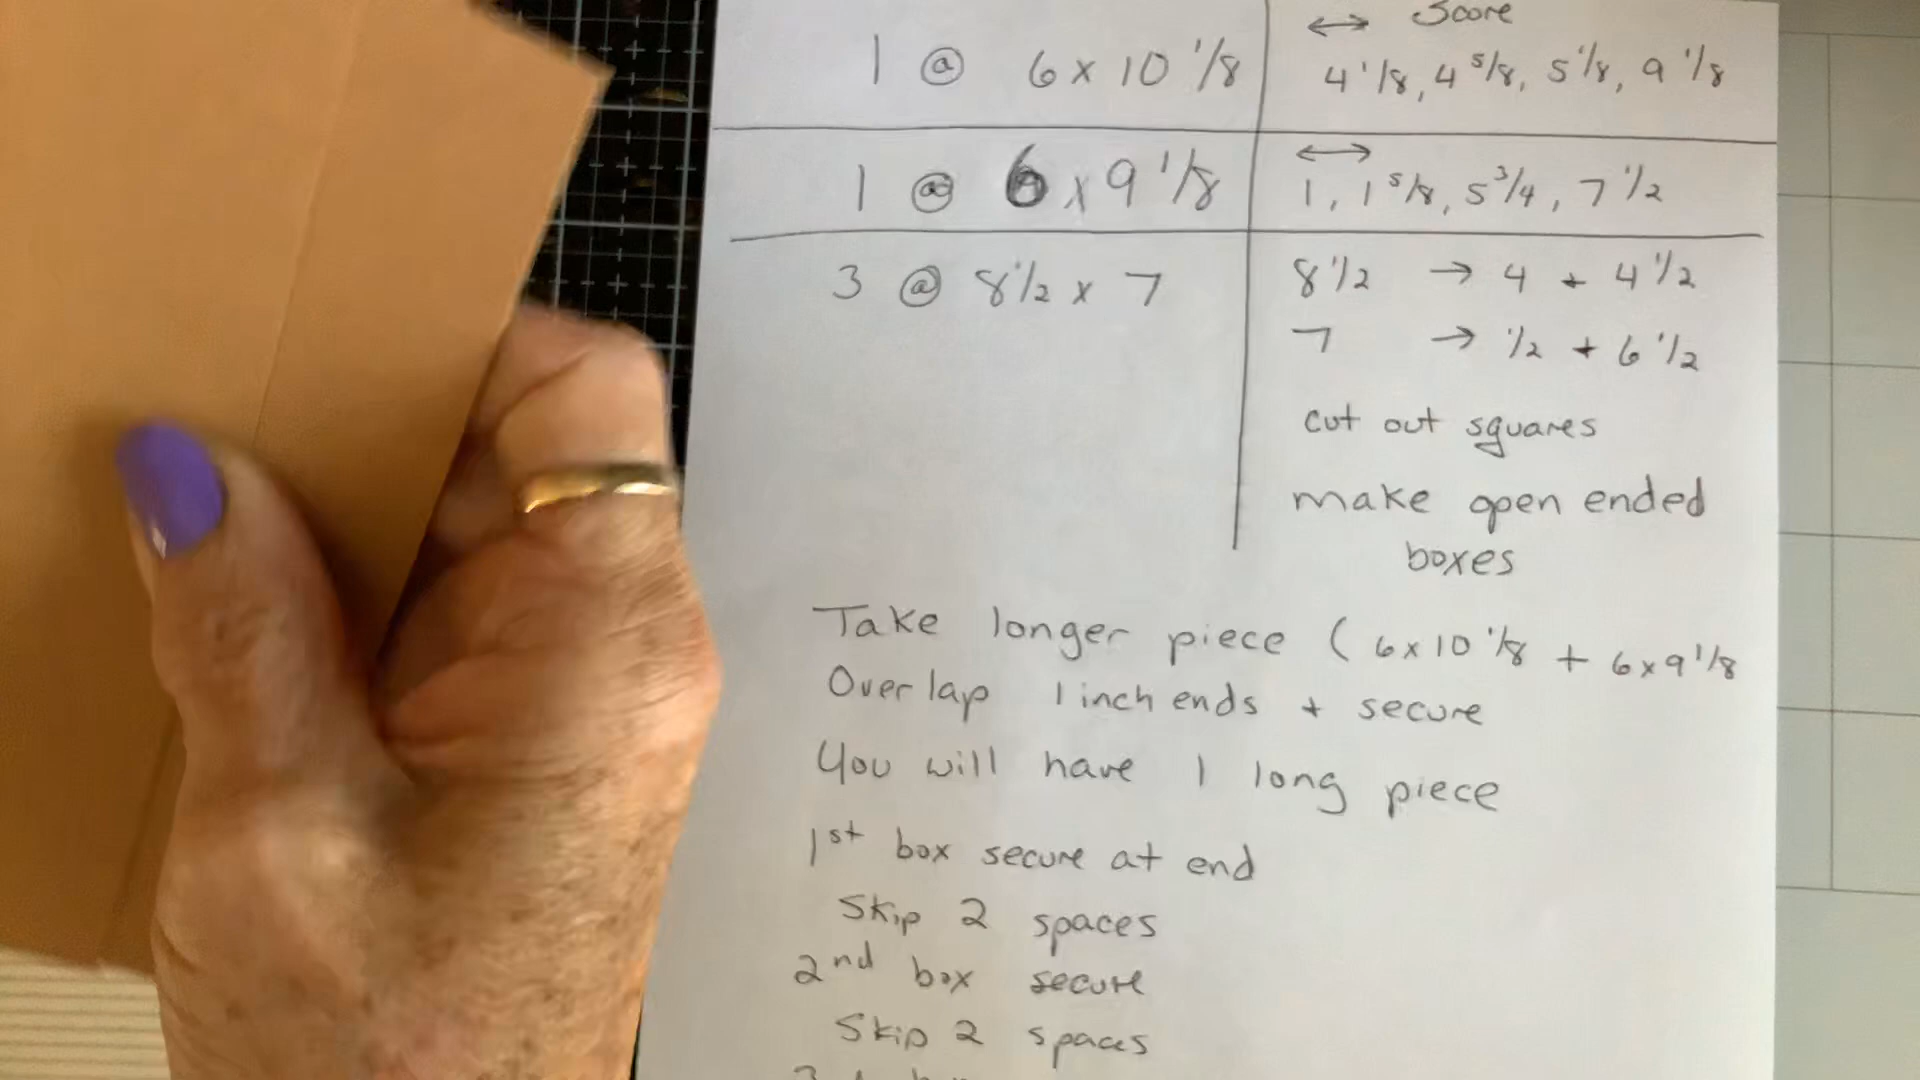 ↔ Score
1 @ 6 x 10 1/8
4 1/8, 4 5/8, 5 1/8, 9 1/8
↔
1 @ 6 x 9 1/8
1, 1 5/8, 5 3/4, 7 1/2
3 @ 8 1/2 x 7
8 1/2 → 4 + 4 1/2
7 → 1/2 + 6 1/2
cut out squares
make open ended
boxes
Take longer piece ( 6 x 10 1/8 + 6 x 9 1/8
Overlap 1 inch ends + secure
You will have 1 long piece
1st box secure at end
Skip 2 spaces
2nd box secure
Skip 2 spaces